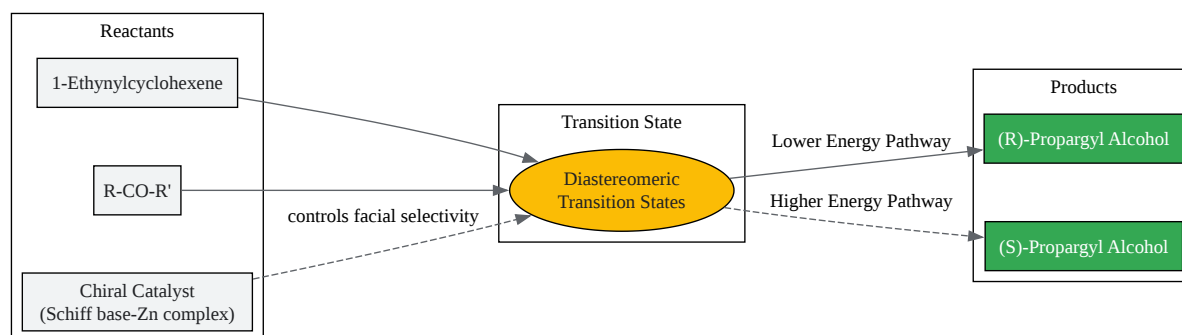 Reactants
1-Ethynylcyclohexene
R-CO-R'
controls facial selectivity
Chiral Catalyst
(Schiff base-Zn complex)
Transition State
Diastereomeric
Transition States
Lower Energy Pathway
Higher Energy Pathway
Products
(R)-Propargyl Alcohol
(S)-Propargyl Alcohol